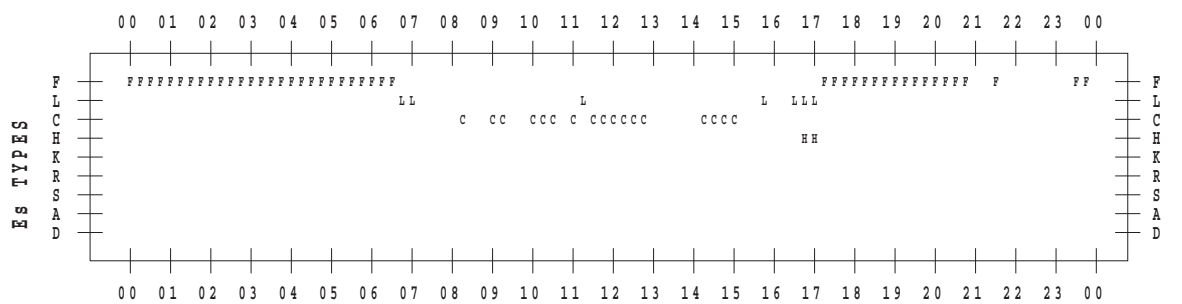 00 01 02 03 04 05 06 07 08 09 10 11 12 13 14 15 16 17 18 19 20 21 22 23 00
F FFFFFFFFFFFFFFFFFFFFFFFFFFF FFFFFFFFFFFFFFF F FF F
L LL L L LLL L
C C CC CCC C CCCCCC CCCC C
H HH H
K K
R R
S S
A A
D D
Es TYPES
00 01 02 03 04 05 06 07 08 09 10 11 12 13 14 15 16 17 18 19 20 21 22 23 00